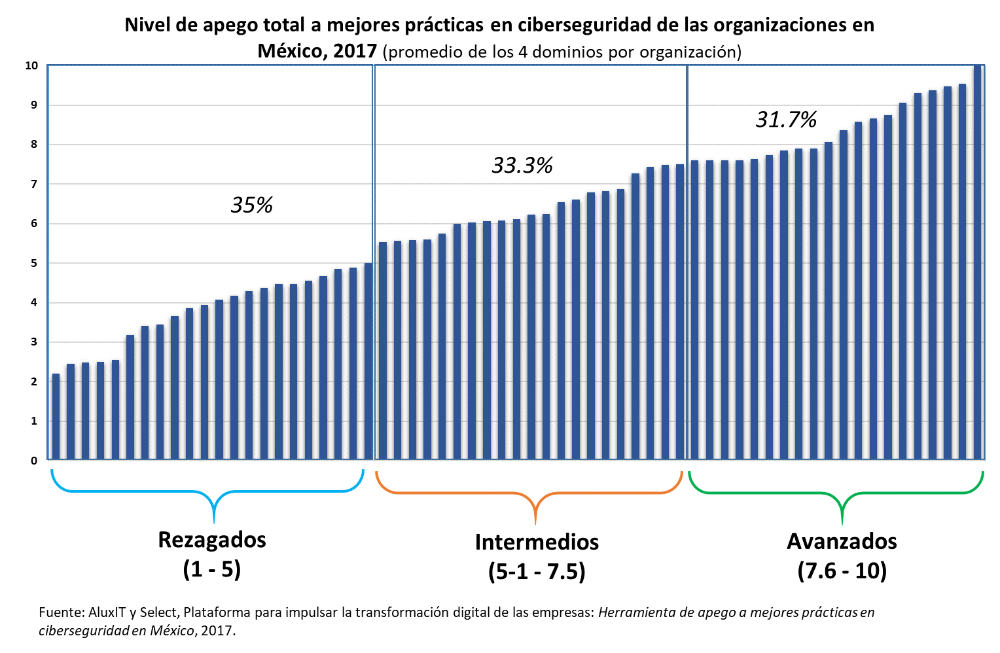 Nivel de apego total a mejores prácticas en ciberseguridad de las organizaciones en
México, 2017 (promedio de los 4 dominios por organización)
10
9
8
7
6
5
4
3
2
1
0
35%
33.3%
31.7%
Rezagados
(1 - 5)
Intermedios
(5-1 - 7.5)
Avanzados
(7.6 - 10)
Fuente: AluxIT y Select, Plataforma para impulsar la transformación digital de las empresas: Herramienta de apego a mejores prácticas en
ciberseguridad en México, 2017.